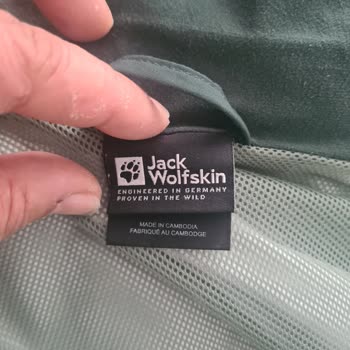 Jack
Wolfskin
ENGINEERED IN GERMANY
PROVEN IN THE WILD
MADE IN CAMBODIA
FABRIQUÉ AU CAMBODGE